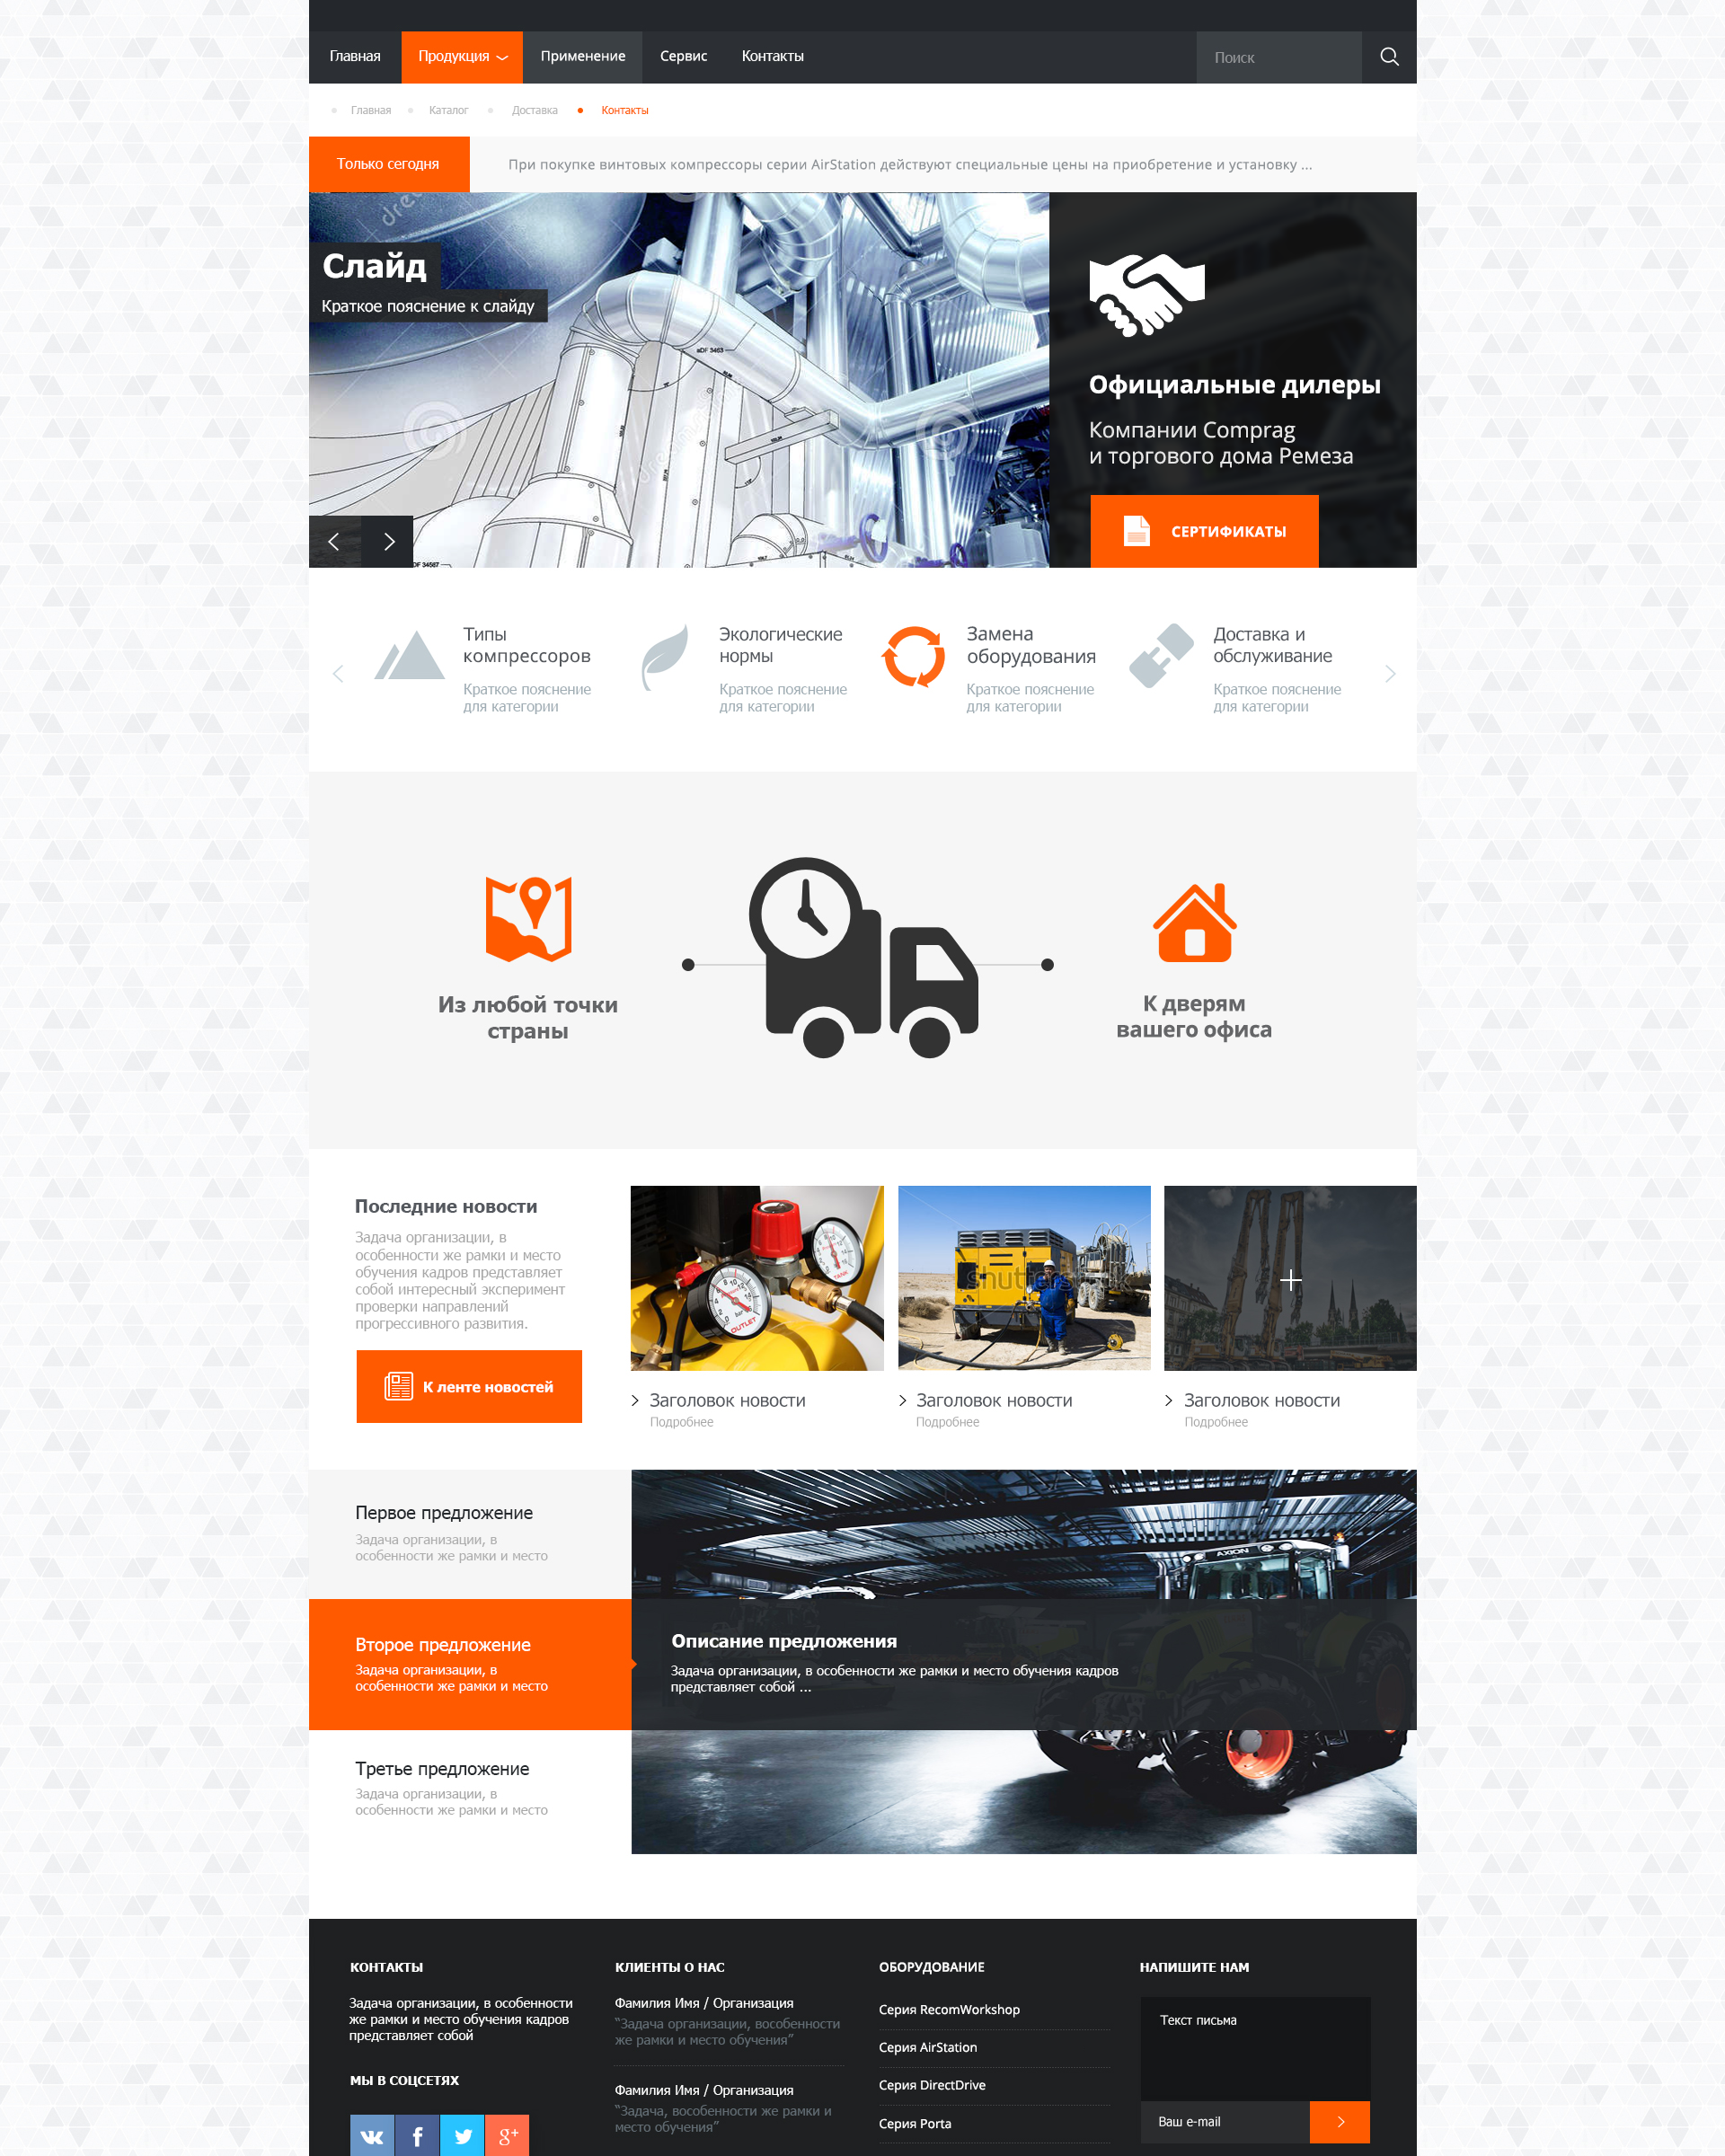 Главная
Продукция
Применение
Сервис
Контакты
Поиск
Главная
Каталог
Доставка
Контакты
Только сегодня
При покупке винтовых компрессоры серии AirStation действуют специальные цены на приобретение и установку ...
Слайд
Краткое пояснение к слайду
Официальные дилеры
Компании Comprag
и торгового дома Ремеза
СЕРТИФИКАТЫ
Типы
компрессоров
Краткое пояснение
для категории
Экологические
нормы
Краткое пояснение
для категории
Замена
оборудования
Краткое пояснение
для категории
Доставка и
обслуживание
Краткое пояснение
для категории
Из любой точки
страны
К дверям
вашего офиса
Последние новости
Задача организации, в
особенности же рамки и место
обучения кадров представляет
собой интересный эксперимент
проверки направлений
прогрессивного развития.
К ленте новостей
TANK
OUTLET
Заголовок новости
Подробнее
Заголовок новости
Подробнее
Заголовок новости
Подробнее
Первое предложение
Задача организации, в
особенности же рамки и место
Второе предложение
Задача организации, в
особенности же рамки и место
Третье предложение
Задача организации, в
особенности же рамки и место
AXION
Описание предложения
Задача организации, в особенности же рамки и место обучения кадров
представляет собой ...
КОНТАКТЫ
Задача организации, в особенности
же рамки и место обучения кадров
представляет собой
МЫ В СОЦСЕТЯХ
КЛИЕНТЫ О НАС
Фамилия Имя / Организация
“Задача организации, вособенности
же рамки и место обучения”
Фамилия Имя / Организация
“Задача, вособенности же рамки и
место обучения”
ОБОРУДОВАНИЕ
Серия RecomWorkshop
Серия AirStation
Серия DirectDrive
Серия Porta
НАПИШИТЕ НАМ
Текст письма
Ваш e-mail